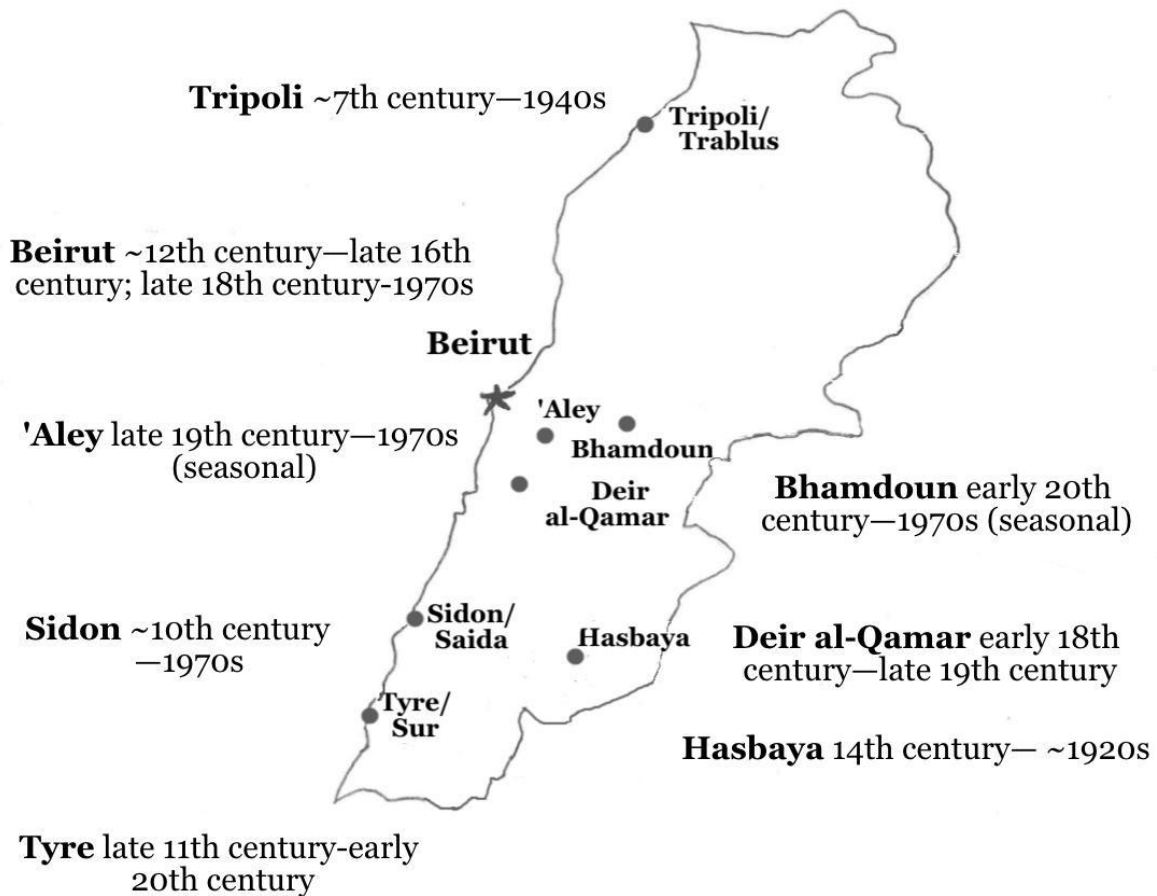 Tripoli ~7th century—1940s
Tripoli/
Trablus
Beirut ~12th century—late 16th
century; late 18th century-1970s
Beirut
'Aley late 19th century—1970s
(seasonal)
'Aley
Bhamdoun
Deir
al-Qamar
Bhamdoun early 20th
century—1970s (seasonal)
Sidon ~10th century
—1970s
Sidon/
Saida
Hasbaya
Deir al-Qamar early 18th
century—late 19th century
Tyre/
Sur
Hasbaya 14th century— ~1920s
Tyre late 11th century-early
20th century